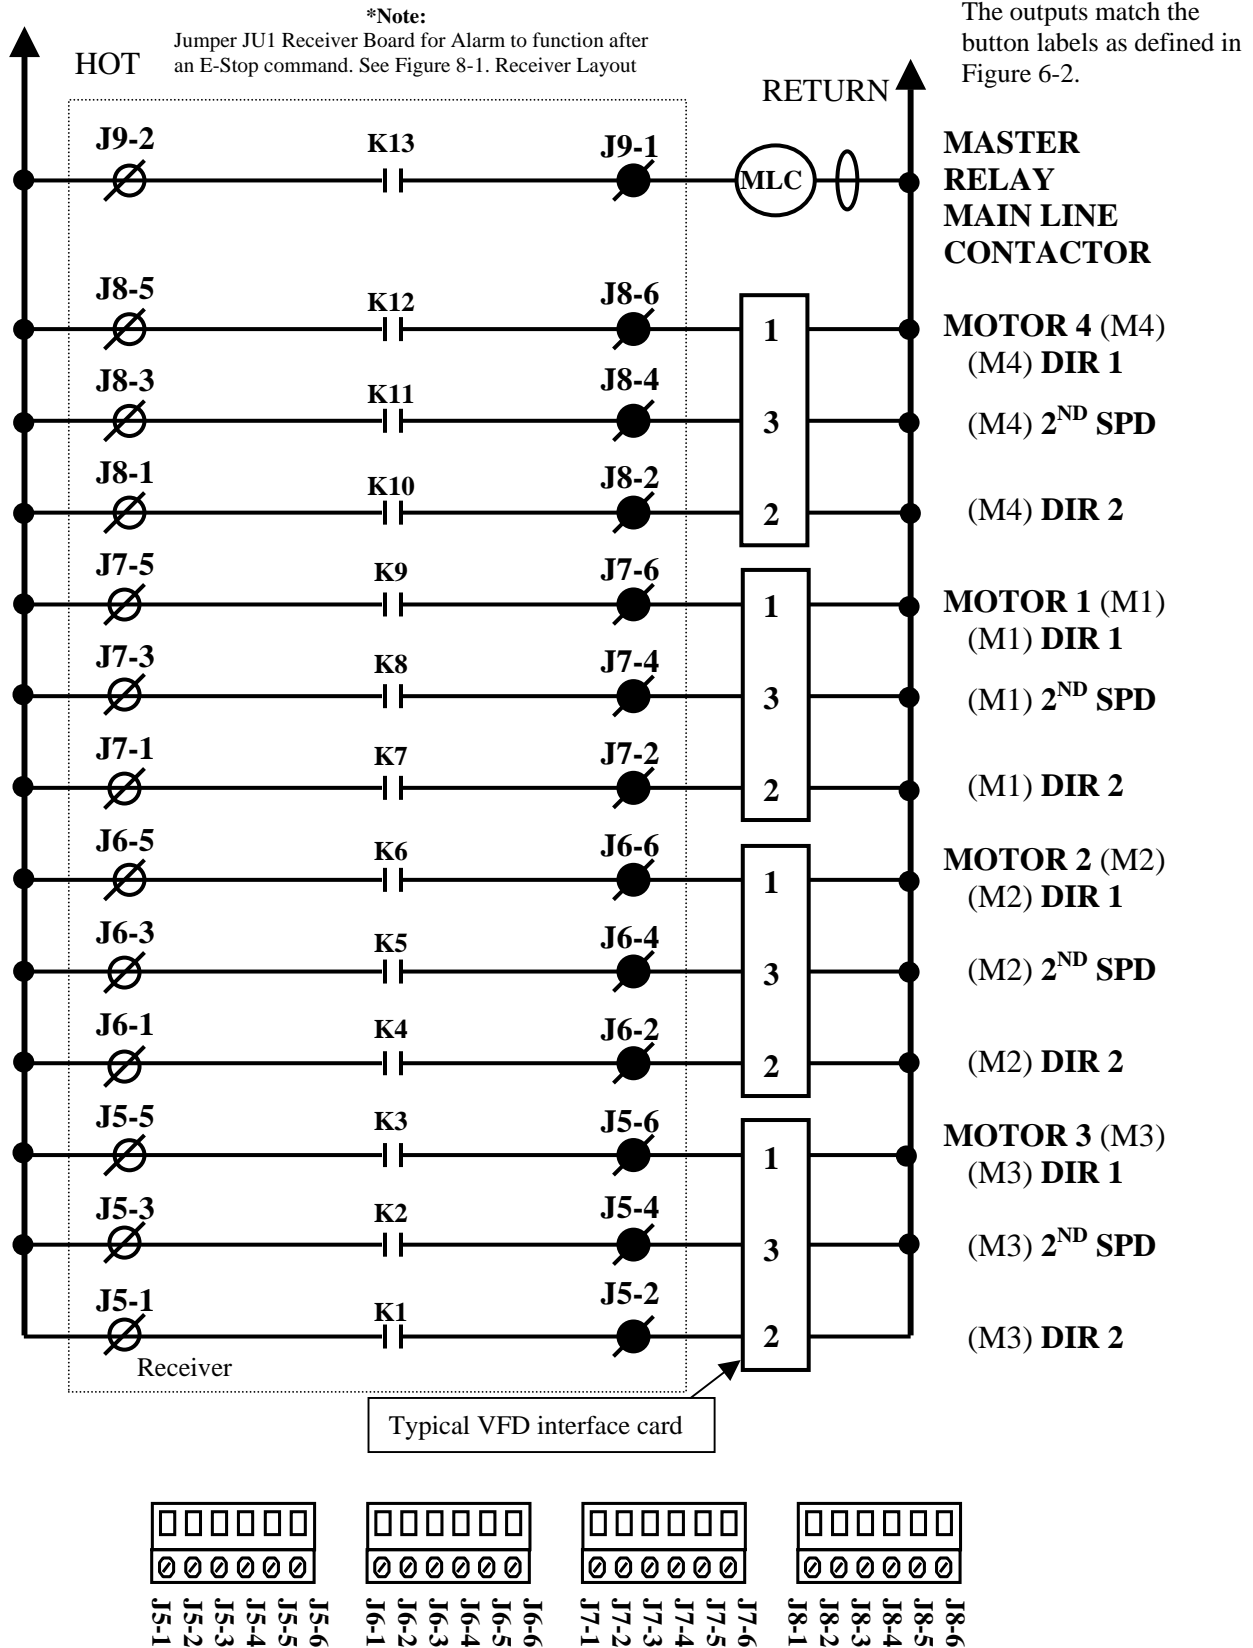 *Note:
Jumper JU1 Receiver Board for Alarm to function after
an E-Stop command. See Figure 8-1. Receiver Layout
The outputs match the
button labels as defined in
Figure 6-2.
HOT
RETURN
J9-2
K13
J9-1
MLC
MASTER
RELAY
MAIN LINE
CONTACTOR
J8-5
K12
J8-6
1
MOTOR 4 (M4)
(M4) DIR 1
J8-3
K11
J8-4
3
(M4) 2ND SPD
J8-1
K10
J8-2
2
(M4) DIR 2
J7-5
K9
J7-6
1
MOTOR 1 (M1)
(M1) DIR 1
J7-3
K8
J7-4
3
(M1) 2ND SPD
J7-1
K7
J7-2
2
(M1) DIR 2
J6-5
K6
J6-6
1
MOTOR 2 (M2)
(M2) DIR 1
J6-3
K5
J6-4
3
(M2) 2ND SPD
J6-1
K4
J6-2
2
(M2) DIR 2
J5-5
K3
J5-6
1
MOTOR 3 (M3)
(M3) DIR 1
J5-3
K2
J5-4
3
(M3) 2ND SPD
J5-1
K1
J5-2
2
(M3) DIR 2
Receiver
Typical VFD interface card
J5-1
J5-2
J5-3
J5-4
J5-5
J5-6
J6-1
J6-2
J6-3
J6-4
J6-5
J6-6
J7-1
J7-2
J7-3
J7-4
J7-5
J7-6
J8-1
J8-2
J8-3
J8-4
J8-5
J8-6